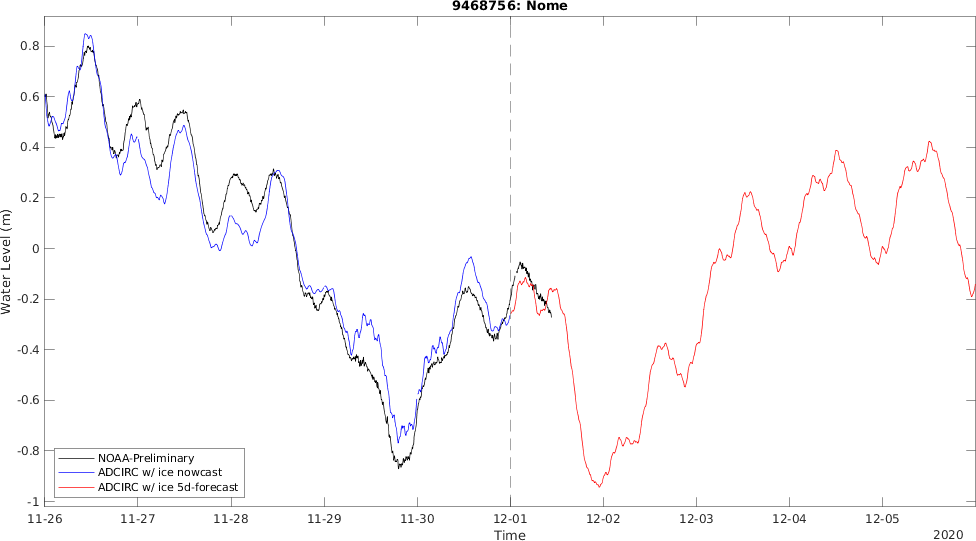 9468756: Nome
0.8
0.6
0.4
0.2
0
-0.2
-0.4
-0.6
-0.8
-1
Water Level (m)
NOAA-Preliminary
ADCIRC w/ ice nowcast
ADCIRC w/ ice 5d-forecast
11-26 11-27 11-28 11-29 11-30 12-01 12-02 12-03 12-04 12-05
Time
2020